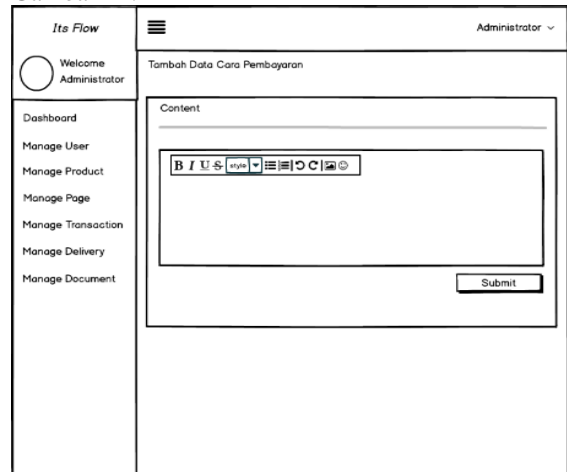 Its Flow
Administrator
Welcome
Administrator
Tambah Data Cara Pembayaran
Dashboard
Manage User
Manage Product
Manage Page
Manage Transaction
Manage Delivery
Manage Document
Content
B I U S style
Submit